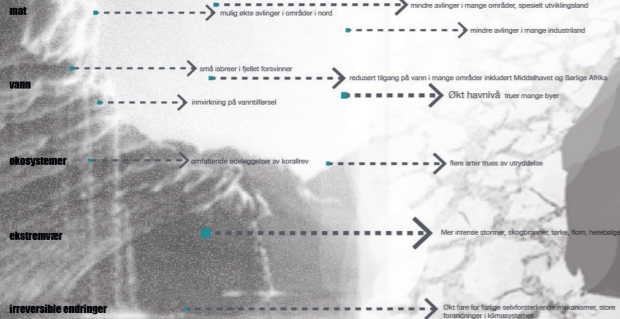 mat
mulig økte avlinger i områder i nord
mindre avlinger i mange områder, spesielt utviklingsland
mindre avlinger i mange industriland
vann
små isbreer i fjellet forsvinner
redusert tilgang på vann i mange områder inkludert Middelhavet og Sørlige Afrika
innvirkning på vanntilførsel
Økt havnivå truer mange byer
økosystemer
omfattende ødeleggelser av korallrev
flere arter trues av utryddelse
ekstremvær
Mer intense stormer, skogbranner, tørke, flom, hetebølge
irreversible endringer
Økt fare for farlige selvforsterkende mekanismer, store
forandringer i klimasystemet